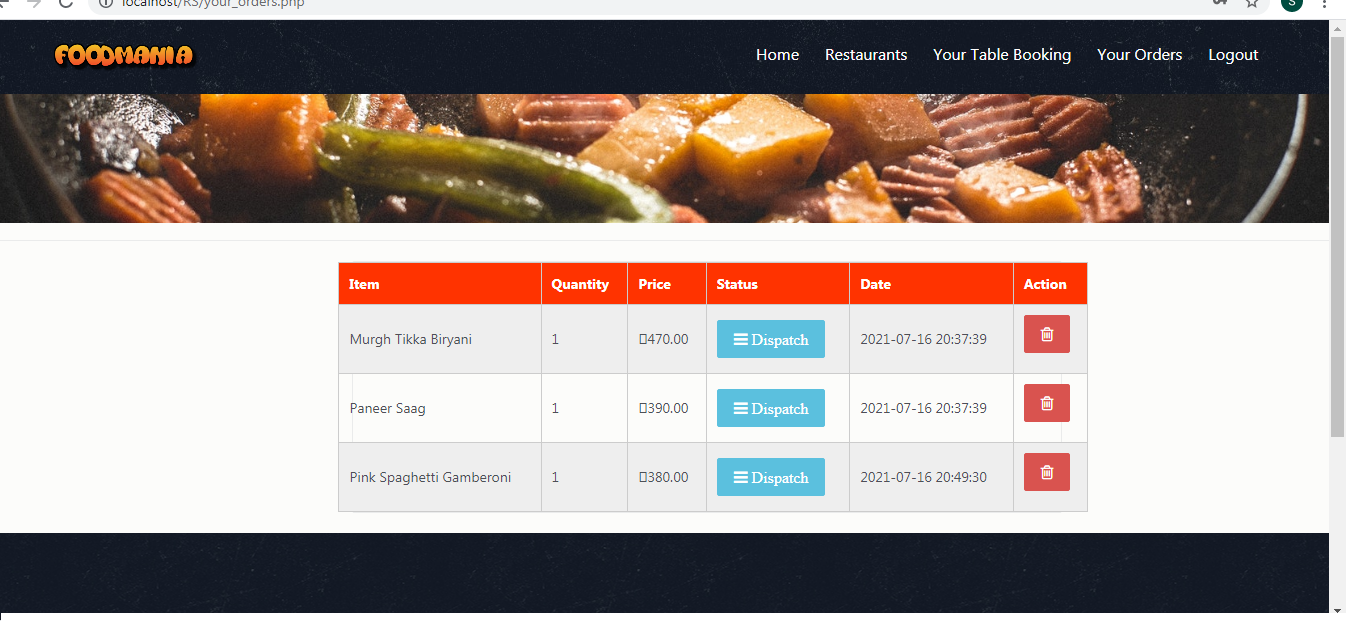 localhost/RS/your_orders.php
S
FOODMANIA
Home Restaurants Your Table Booking Your Orders Logout
Item Quantity Price Status Date Action
Murgh Tikka Biryani 1 470.00 Dispatch 2021-07-16 20:37:39
Paneer Saag 1 390.00 Dispatch 2021-07-16 20:37:39
Pink Spaghetti Gamberoni 1 380.00 Dispatch 2021-07-16 20:49:30